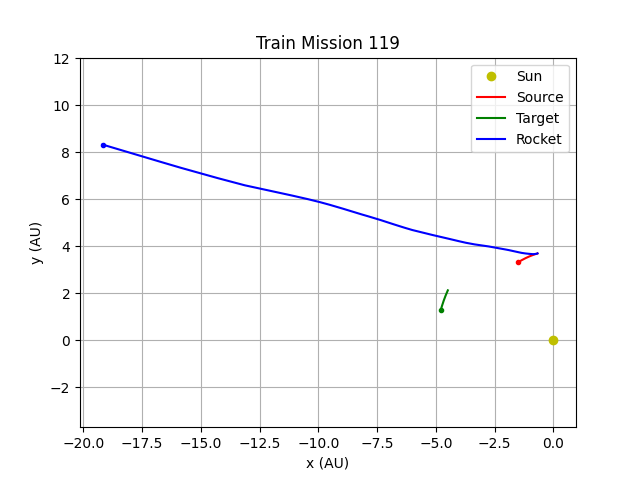 Train Mission 119
Sun
Source
Target
Rocket
12
10
8
6
4
2
0
−2
y (AU)
−20.0 −17.5 −15.0 −12.5 −10.0 −7.5 −5.0 −2.5 0.0
x (AU)